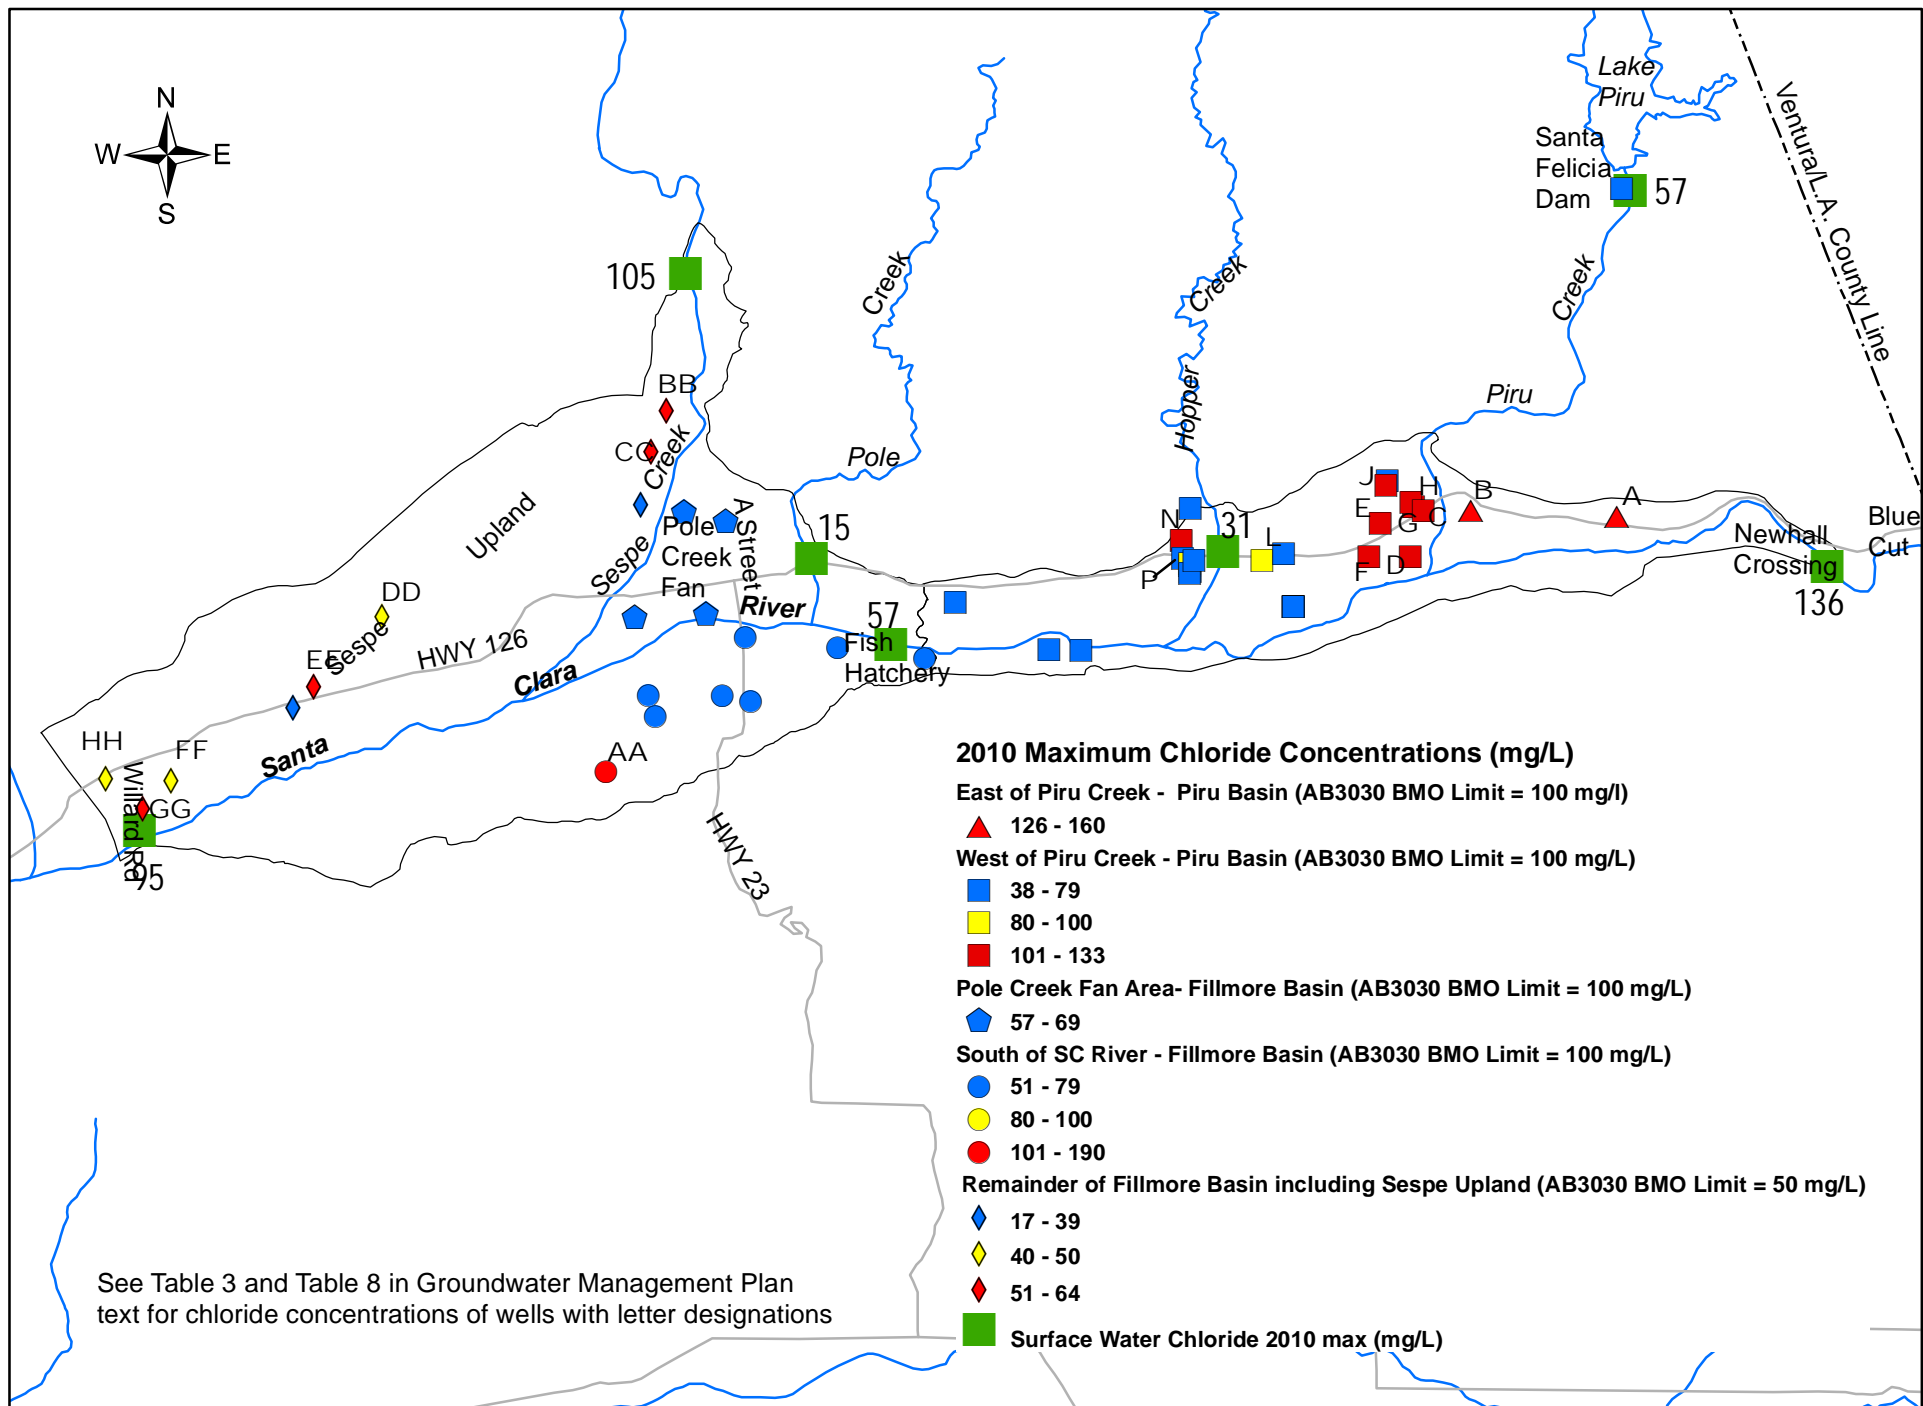 N
W E
S
Lake
Piru
Santa
Felicia
Dam
57
Ventura/L.A. County Line
Creek
Piru
105
Creek
Pole
Creek
Hopper
BB
CC
Creek
Sespe
Upland
Sespe
Pole
Creek
Fan
A Street
15
River
57
Fish
Hatchery
N
P
31
L
J
H
E
G
C
F
D
B
A
Newhall
Crossing
136
Blue
Cut
DD
EE
HWY 126
Clara
Santa
HH
FF
GG
Willard Rd
95
AA
HWY 23
2010 Maximum Chloride Concentrations (mg/L)
East of Piru Creek - Piru Basin (AB3030 BMO Limit = 100 mg/l)
126 - 160
West of Piru Creek - Piru Basin (AB3030 BMO Limit = 100 mg/L)
38 - 79
80 - 100
101 - 133
Pole Creek Fan Area- Fillmore Basin (AB3030 BMO Limit = 100 mg/L)
57 - 69
South of SC River - Fillmore Basin (AB3030 BMO Limit = 100 mg/L)
51 - 79
80 - 100
101 - 190
Remainder of Fillmore Basin including Sespe Upland (AB3030 BMO Limit = 50 mg/L)
17 - 39
40 - 50
51 - 64
Surface Water Chloride 2010 max (mg/L)
See Table 3 and Table 8 in Groundwater Management Plan
text for chloride concentrations of wells with letter designations